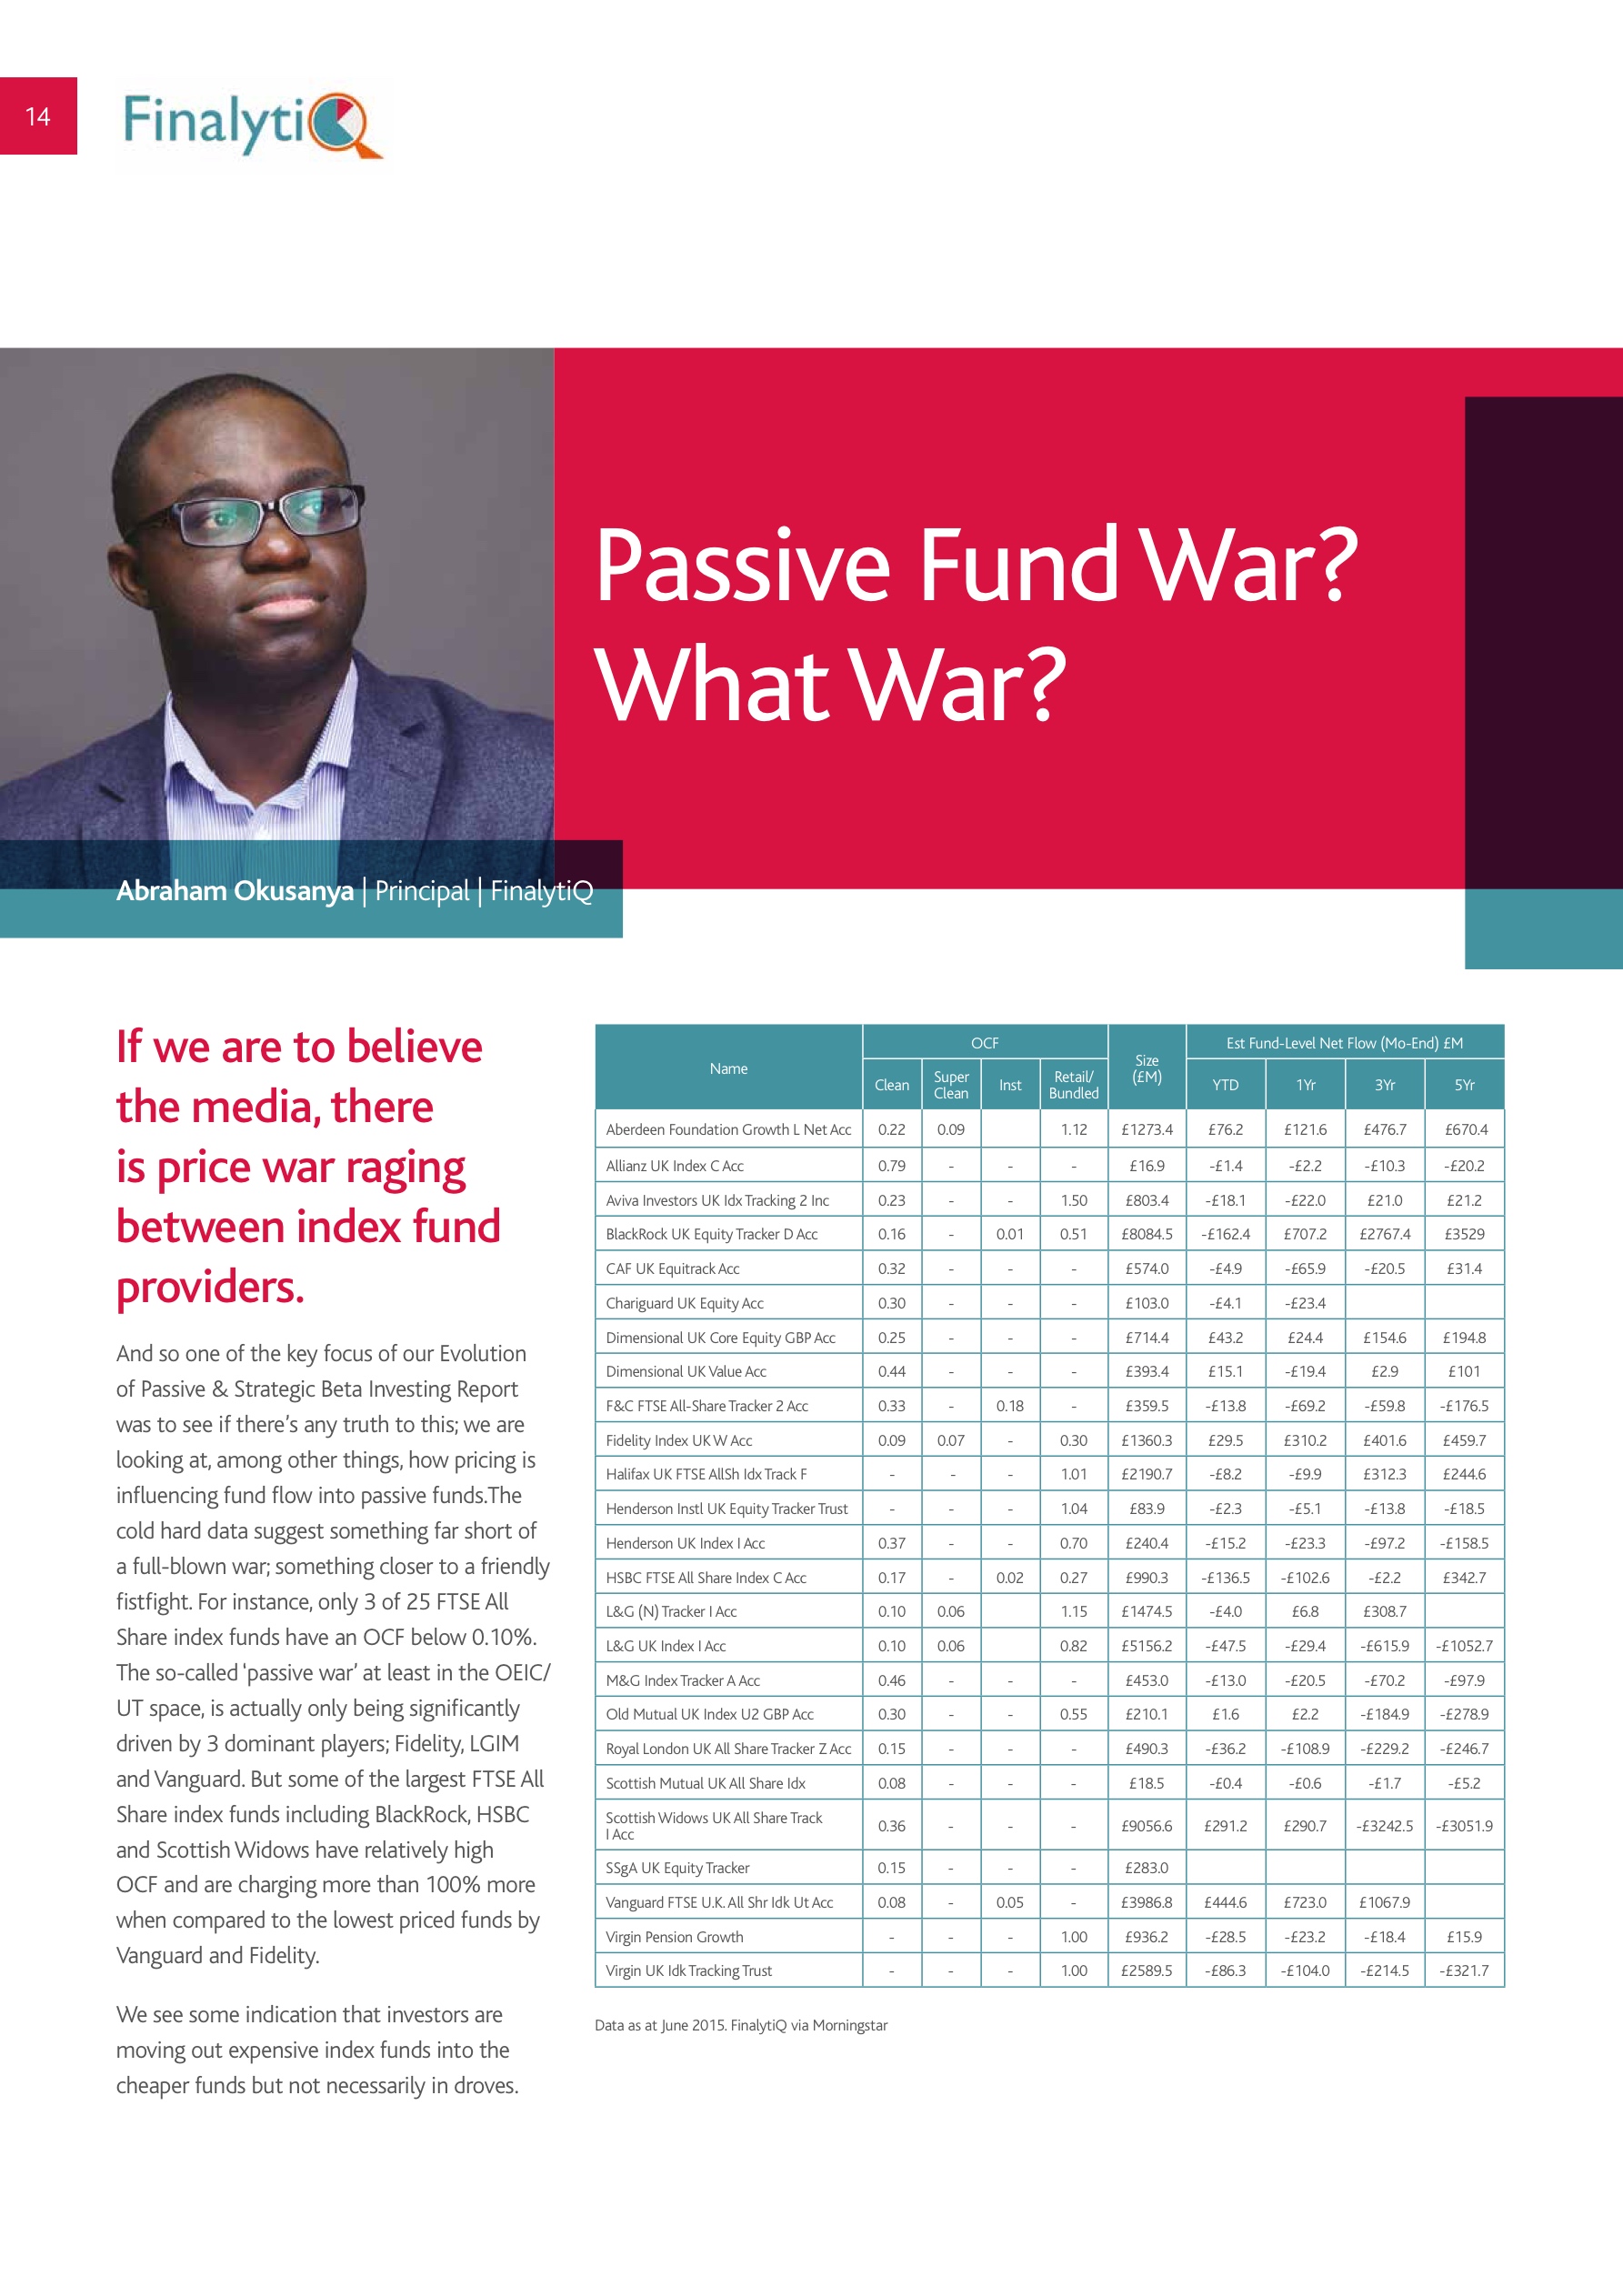 14
FinalytiQ
Passive Fund War?
What War?
Abraham Okusanya | Principal | FinalytiQ
If we are to believe
the media, there
is price war raging
between index fund
providers.
And so one of the key focus of our Evolution
of Passive & Strategic Beta Investing Report
was to see if there's any truth to this; we are
looking at, among other things, how pricing is
influencing fund flow into passive funds.The
cold hard data suggest something far short of
a full-blown war; something closer to a friendly
fistfight. For instance, only 3 of 25 FTSE All
Share index funds have an OCF below 0.10%.
The so-called 'passive war' at least in the OEIC/
UT space, is actually only being significantly
driven by 3 dominant players; Fidelity, LGIM
and Vanguard. But some of the largest FTSE All
Share index funds including BlackRock, HSBC
and Scottish Widows have relatively high
OCF and are charging more than 100% more
when compared to the lowest priced funds by
Vanguard and Fidelity.
We see some indication that investors are
moving out expensive index funds into the
cheaper funds but not necessarily in droves.
Name OCF Size (£M) Est Fund-Level Net Flow (Mo-End) £M
Clean Super Clean Inst Retail/ Bundled YTD 1Yr 3Yr 5Yr
Aberdeen Foundation Growth L Net Acc 0.22 0.09 1.12 £1273.4 £76.2 £121.6 £476.7 £670.4
Allianz UK Index C Acc 0.79 - - - £16.9 -£1.4 -£2.2 -£10.3 -£20.2
Aviva Investors UK Idx Tracking 2 Inc 0.23 - - 1.50 £803.4 -£18.1 -£22.0 £21.0 £21.2
BlackRock UK Equity Tracker D Acc 0.16 - 0.01 0.51 £8084.5 -£162.4 £707.2 £2767.4 £3529
CAF UK Equitrack Acc 0.32 - - - £574.0 -£4.9 -£65.9 -£20.5 £31.4
Chariguard UK Equity Acc 0.30 - - - £103.0 -£4.1 -£23.4
Dimensional UK Core Equity GBP Acc 0.25 - - - £714.4 £43.2 £24.4 £154.6 £194.8
Dimensional UK Value Acc 0.44 - - - £393.4 £15.1 -£19.4 £2.9 £101
F&C FTSE All-Share Tracker 2 Acc 0.33 - 0.18 - £359.5 -£13.8 -£69.2 -£59.8 -£176.5
Fidelity Index UK W Acc 0.09 0.07 - 0.30 £1360.3 £29.5 £310.2 £401.6 £459.7
Halifax UK FTSE AllSh Idx Track F - - - 1.01 £2190.7 -£8.2 -£9.9 £312.3 £244.6
Henderson Instl UK Equity Tracker Trust - - - 1.04 £83.9 -£2.3 -£5.1 -£13.8 -£18.5
Henderson UK Index I Acc 0.37 - - 0.70 £240.4 -£15.2 -£23.3 -£97.2 -£158.5
HSBC FTSE All Share Index C Acc 0.17 - 0.02 0.27 £990.3 -£136.5 -£102.6 -£2.2 £342.7
L&G (N) Tracker I Acc 0.10 0.06 1.15 £1474.5 -£4.0 £6.8 £308.7
L&G UK Index I Acc 0.10 0.06 0.82 £5156.2 -£47.5 -£29.4 -£615.9 -£1052.7
M&G Index Tracker A Acc 0.46 - - - £453.0 -£13.0 -£20.5 -£70.2 -£97.9
Old Mutual UK Index U2 GBP Acc 0.30 - - 0.55 £210.1 £1.6 £2.2 -£184.9 -£278.9
Royal London UK All Share Tracker Z Acc 0.15 - - - £490.3 -£36.2 -£108.9 -£229.2 -£246.7
Scottish Mutual UK All Share Idx 0.08 - - - £18.5 -£0.4 -£0.6 -£1.7 -£5.2
Scottish Widows UK All Share Track
I Acc 0.36 - - - £9056.6 £291.2 £290.7 -£3242.5 -£3051.9
SSgA UK Equity Tracker 0.15 - - - £283.0
Vanguard FTSE U.K. All Shr Idk Ut Acc 0.08 - 0.05 - £3986.8 £444.6 £723.0 £1067.9
Virgin Pension Growth - - - 1.00 £936.2 -£28.5 -£23.2 -£18.4 £15.9
Virgin UK Idk Tracking Trust - - - 1.00 £2589.5 -£86.3 -£104.0 -£214.5 -£321.7
Data as at June 2015. FinalytiQ via Morningstar